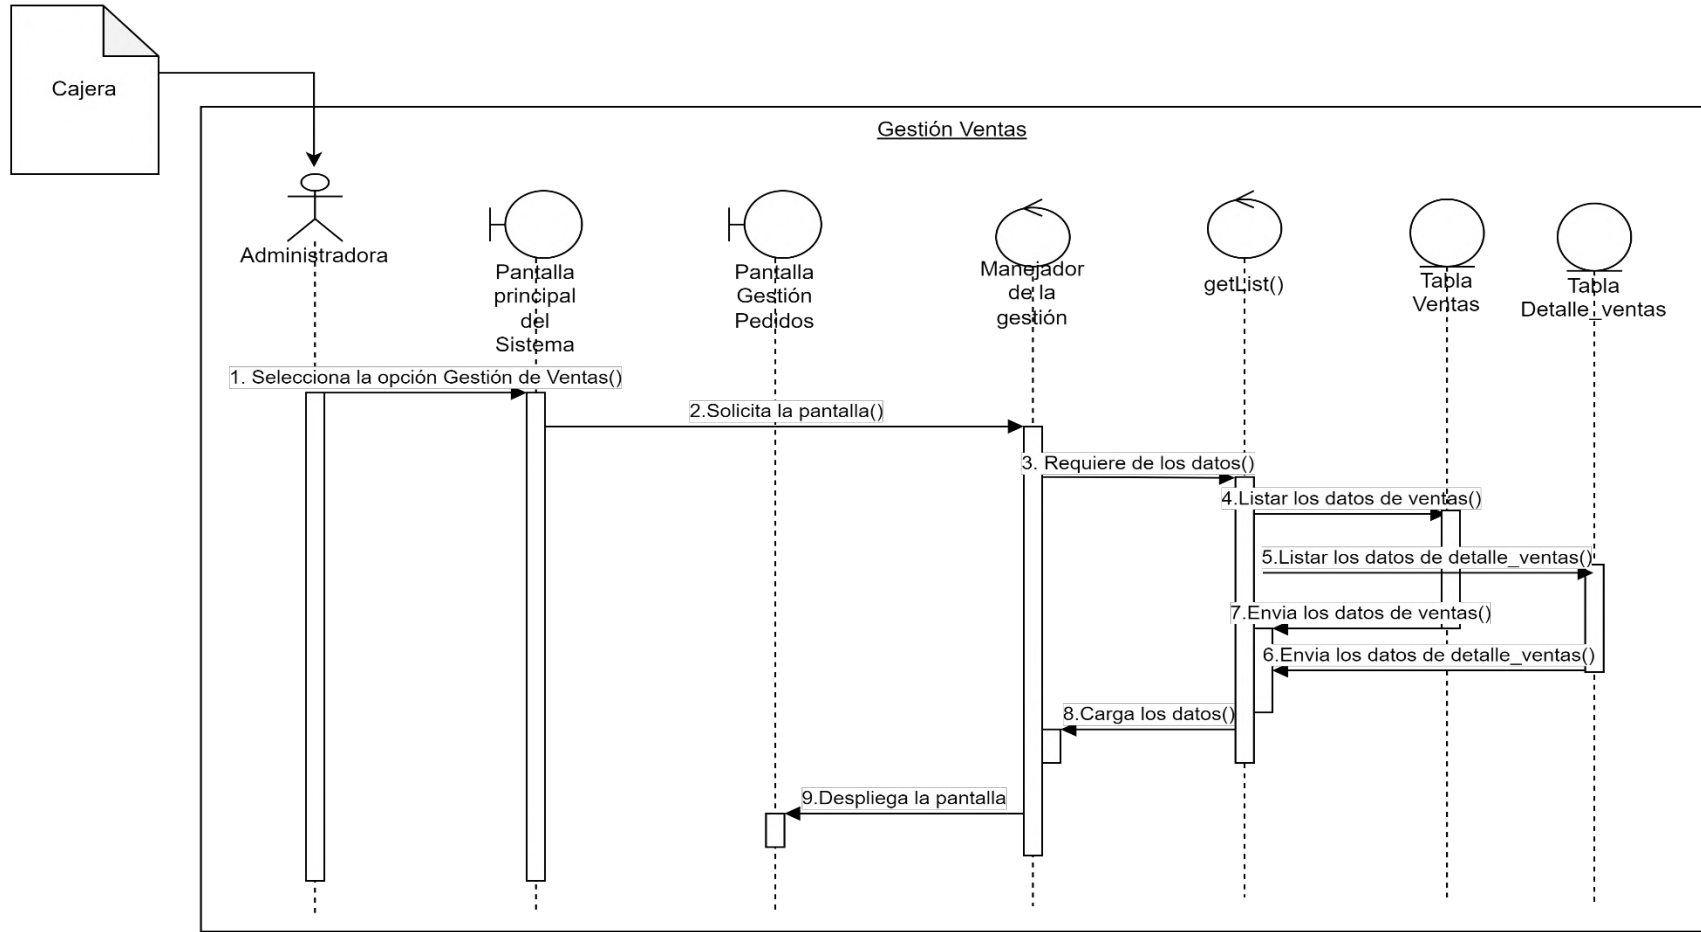 Cajera
Gestión Ventas
Administradora
Pantalla
principal
del
Sistema
Pantalla
Gestión
Pedidos
Manejador
de la
gestión
getList()
Tabla
Ventas
Tabla
Detalle_ventas
1. Selecciona la opción Gestión de Ventas()
2.Solicita la pantalla()
3. Requiere de los datos()
4.Listar los datos de ventas()
5.Listar los datos de detalle_ventas()
7.Envia los datos de ventas()
6.Envia los datos de detalle_ventas()
8.Carga los datos()
9.Despliega la pantalla